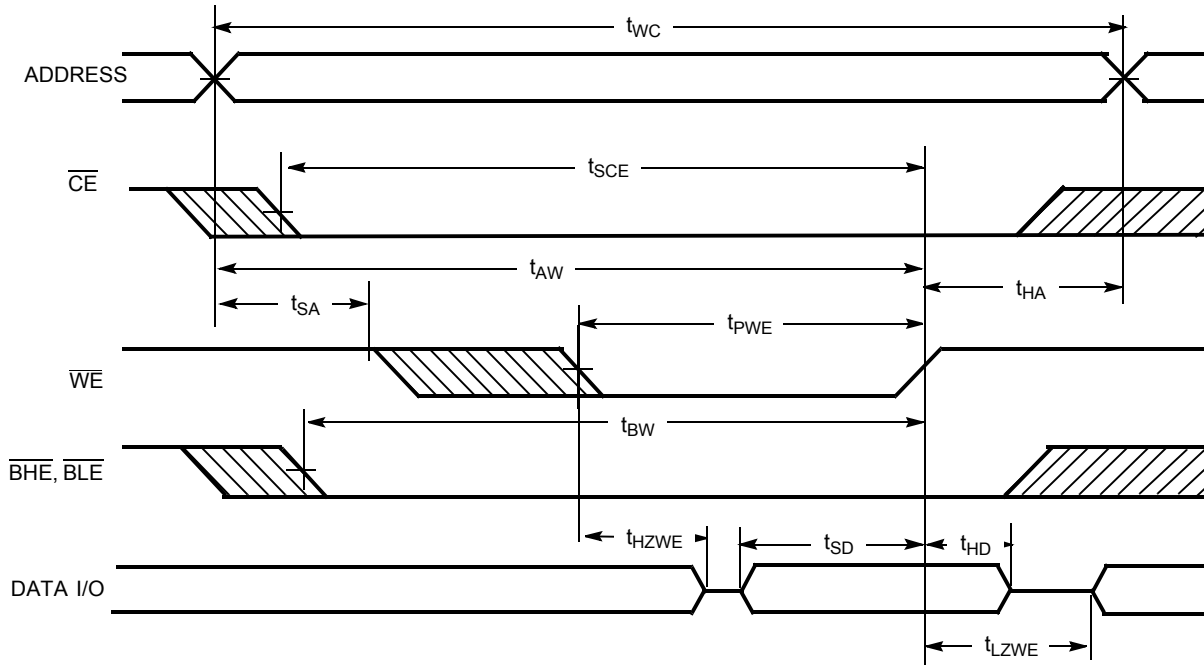 tWC
ADDRESS
CE
tSCE
tAW
tSA
tHA
tPWE
WE
tBW
BHE, BLE
tHZWE
tSD
tHD
DATA I/O
tLZWE